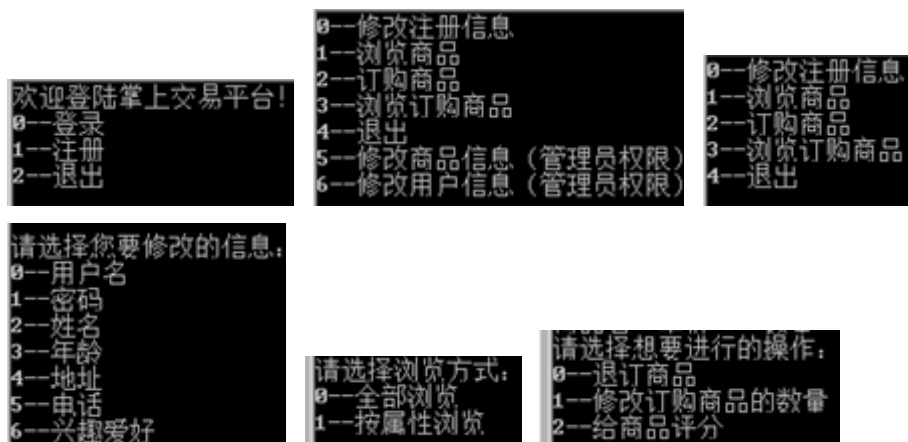 欢迎登陆掌上交易平台!
0--登录
1--注册
2--退出
0--修改注册信息
1--浏览商品
2--订购商品
3--浏览订购商品
4--退出
5--修改商品信息（管理员权限）
6--修改用户信息（管理员权限）
0--修改注册信息
1--浏览商品
2--订购商品
3--浏览订购商品
4--退出
请选择您要修改的信息:
0--用户名
1--密码
2--姓名
3--年龄
4--地址
5--电话
6--兴趣爱好
请选择浏览方式:
0--全部浏览
1--按属性浏览
请选择想要进行的操作:
0--退订商品
1--修改订购商品的数量
2--给商品评分